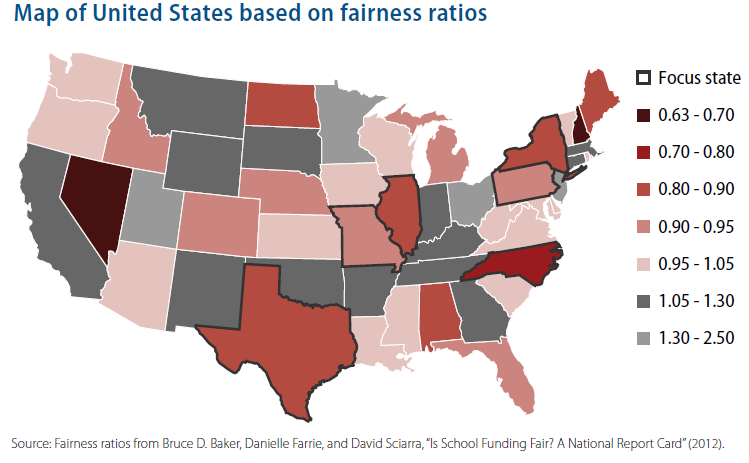 Map of United States based on fairness ratios
Focus state
0.63 - 0.70
0.70 - 0.80
0.80 - 0.90
0.90 - 0.95
0.95 - 1.05
1.05 - 1.30
1.30 - 2.50
Source: Fairness ratios from Bruce D. Baker, Danielle Farrie, and David Sciarra, “Is School Funding Fair? A National Report Card” (2012).